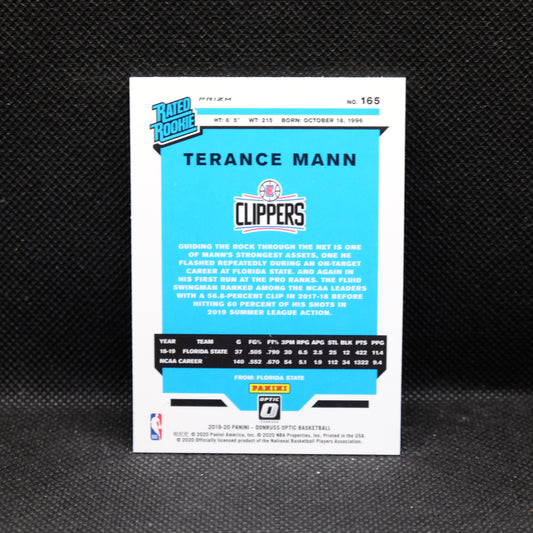 PRIZM
NO. 165
RATED
ROOKIE
HT: 6' 5" WT: 215 BORN: OCTOBER 18, 1996
TERANCE MANN
CLIPPERS
GUIDING THE ROCK THROUGH THE NET IS ONE
OF MANN'S STRONGEST ASSETS, ONE HE
FLASHED REPEATEDLY DURING AN ON-TARGET
CAREER AT FLORIDA STATE, AND AGAIN IN
HIS FIRST RUN AT THE PRO RANKS. THE FLUID
SWINGMAN RANKED AMONG THE NCAA LEADERS
WITH A 56.8-PERCENT CLIP IN 2017-18 BEFORE
HITTING 60 PERCENT OF HIS SHOTS IN
2019 SUMMER LEAGUE ACTION.
YEAR TEAM G FG% FT% 3PM RPG APG STL BLK PTS PPG
18-19 FLORIDA STATE 37 .505 .790 30 6.5 2.5 25 12 422 11.4
NCAA CAREER 140 .552 .670 54 5.1 1.9 112 34 1322 9.4
FROM: FLORIDA STATE
PANINI
OPTIC
DONRUSS
2019-20 PANINI – DONRUSS OPTIC BASKETBALL
© 2020 Panini America, Inc. © 2020 NBA Properties, Inc. Printed in the USA.
© 2020 Officially licensed product of the National Basketball Players Association.